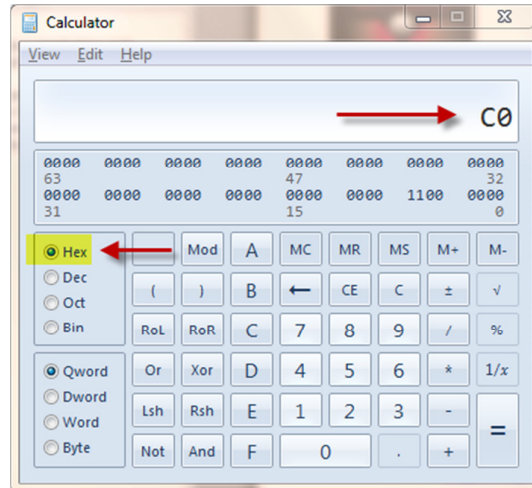 Calculator
View Edit Help
C0
0000 0000 0000 0000 0000 0000 0000 0000
63 47 32
0000 0000 0000 0000 0000 0000 1100 0000
31 15 0
Hex Mod A MC MR MS M+ M-
Dec
( ) B ← CE C ± √
Oct
Bin RoL RoR C 7 8 9 / %
Qword Or Xor D 4 5 6 * 1/x
Dword
Lsh Rsh E 1 2 3 - =
Word
Byte Not And F 0 . +